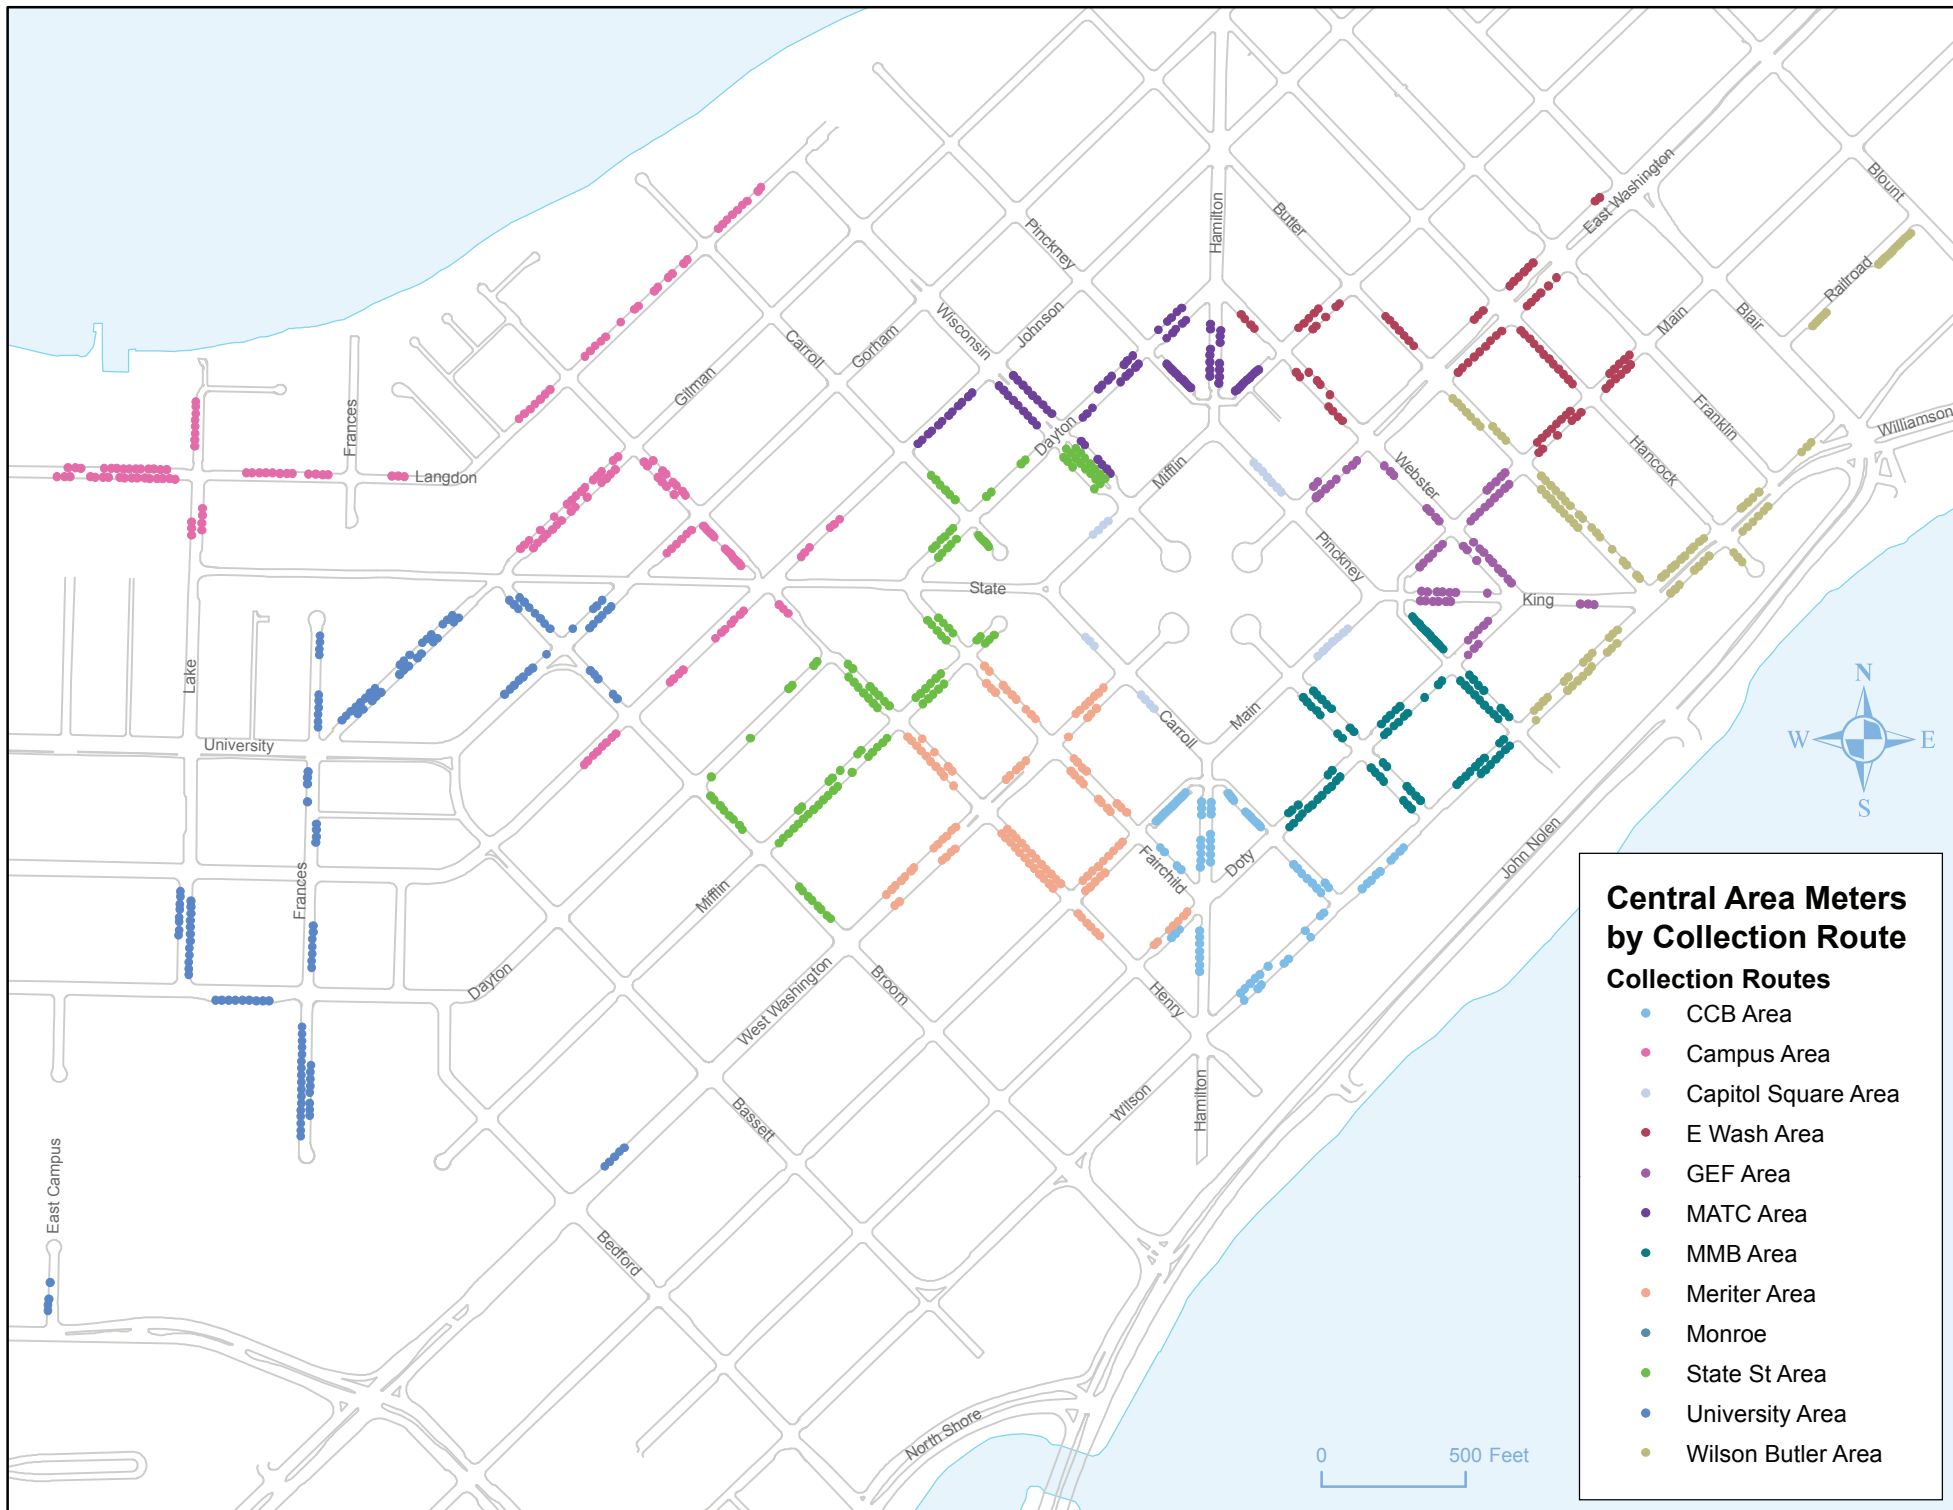 Blount
East Washington
Hamilton
Butler
Pinckney
Railroad
Main
Blair
Wisconsin
Johnson
Carroll
Gorham
Gilman
Frances
Franklin
Williamson
Dayton
Hancock
Langdon
Mifflin
Webster
Pinckney
State
King
Lake
University
Carroll
Main
N
W E
S
John Nolen
Fairchild
Doty
Frances
Mifflin
Dayton
West Washington
Broom
Henry
Wilson
Hamilton
Bassett
East Campus
Bedford
North Shore
0 500 Feet
Central Area Meters
by Collection Route
Collection Routes
CCB Area
Campus Area
Capitol Square Area
E Wash Area
GEF Area
MATC Area
MMB Area
Meriter Area
Monroe
State St Area
University Area
Wilson Butler Area